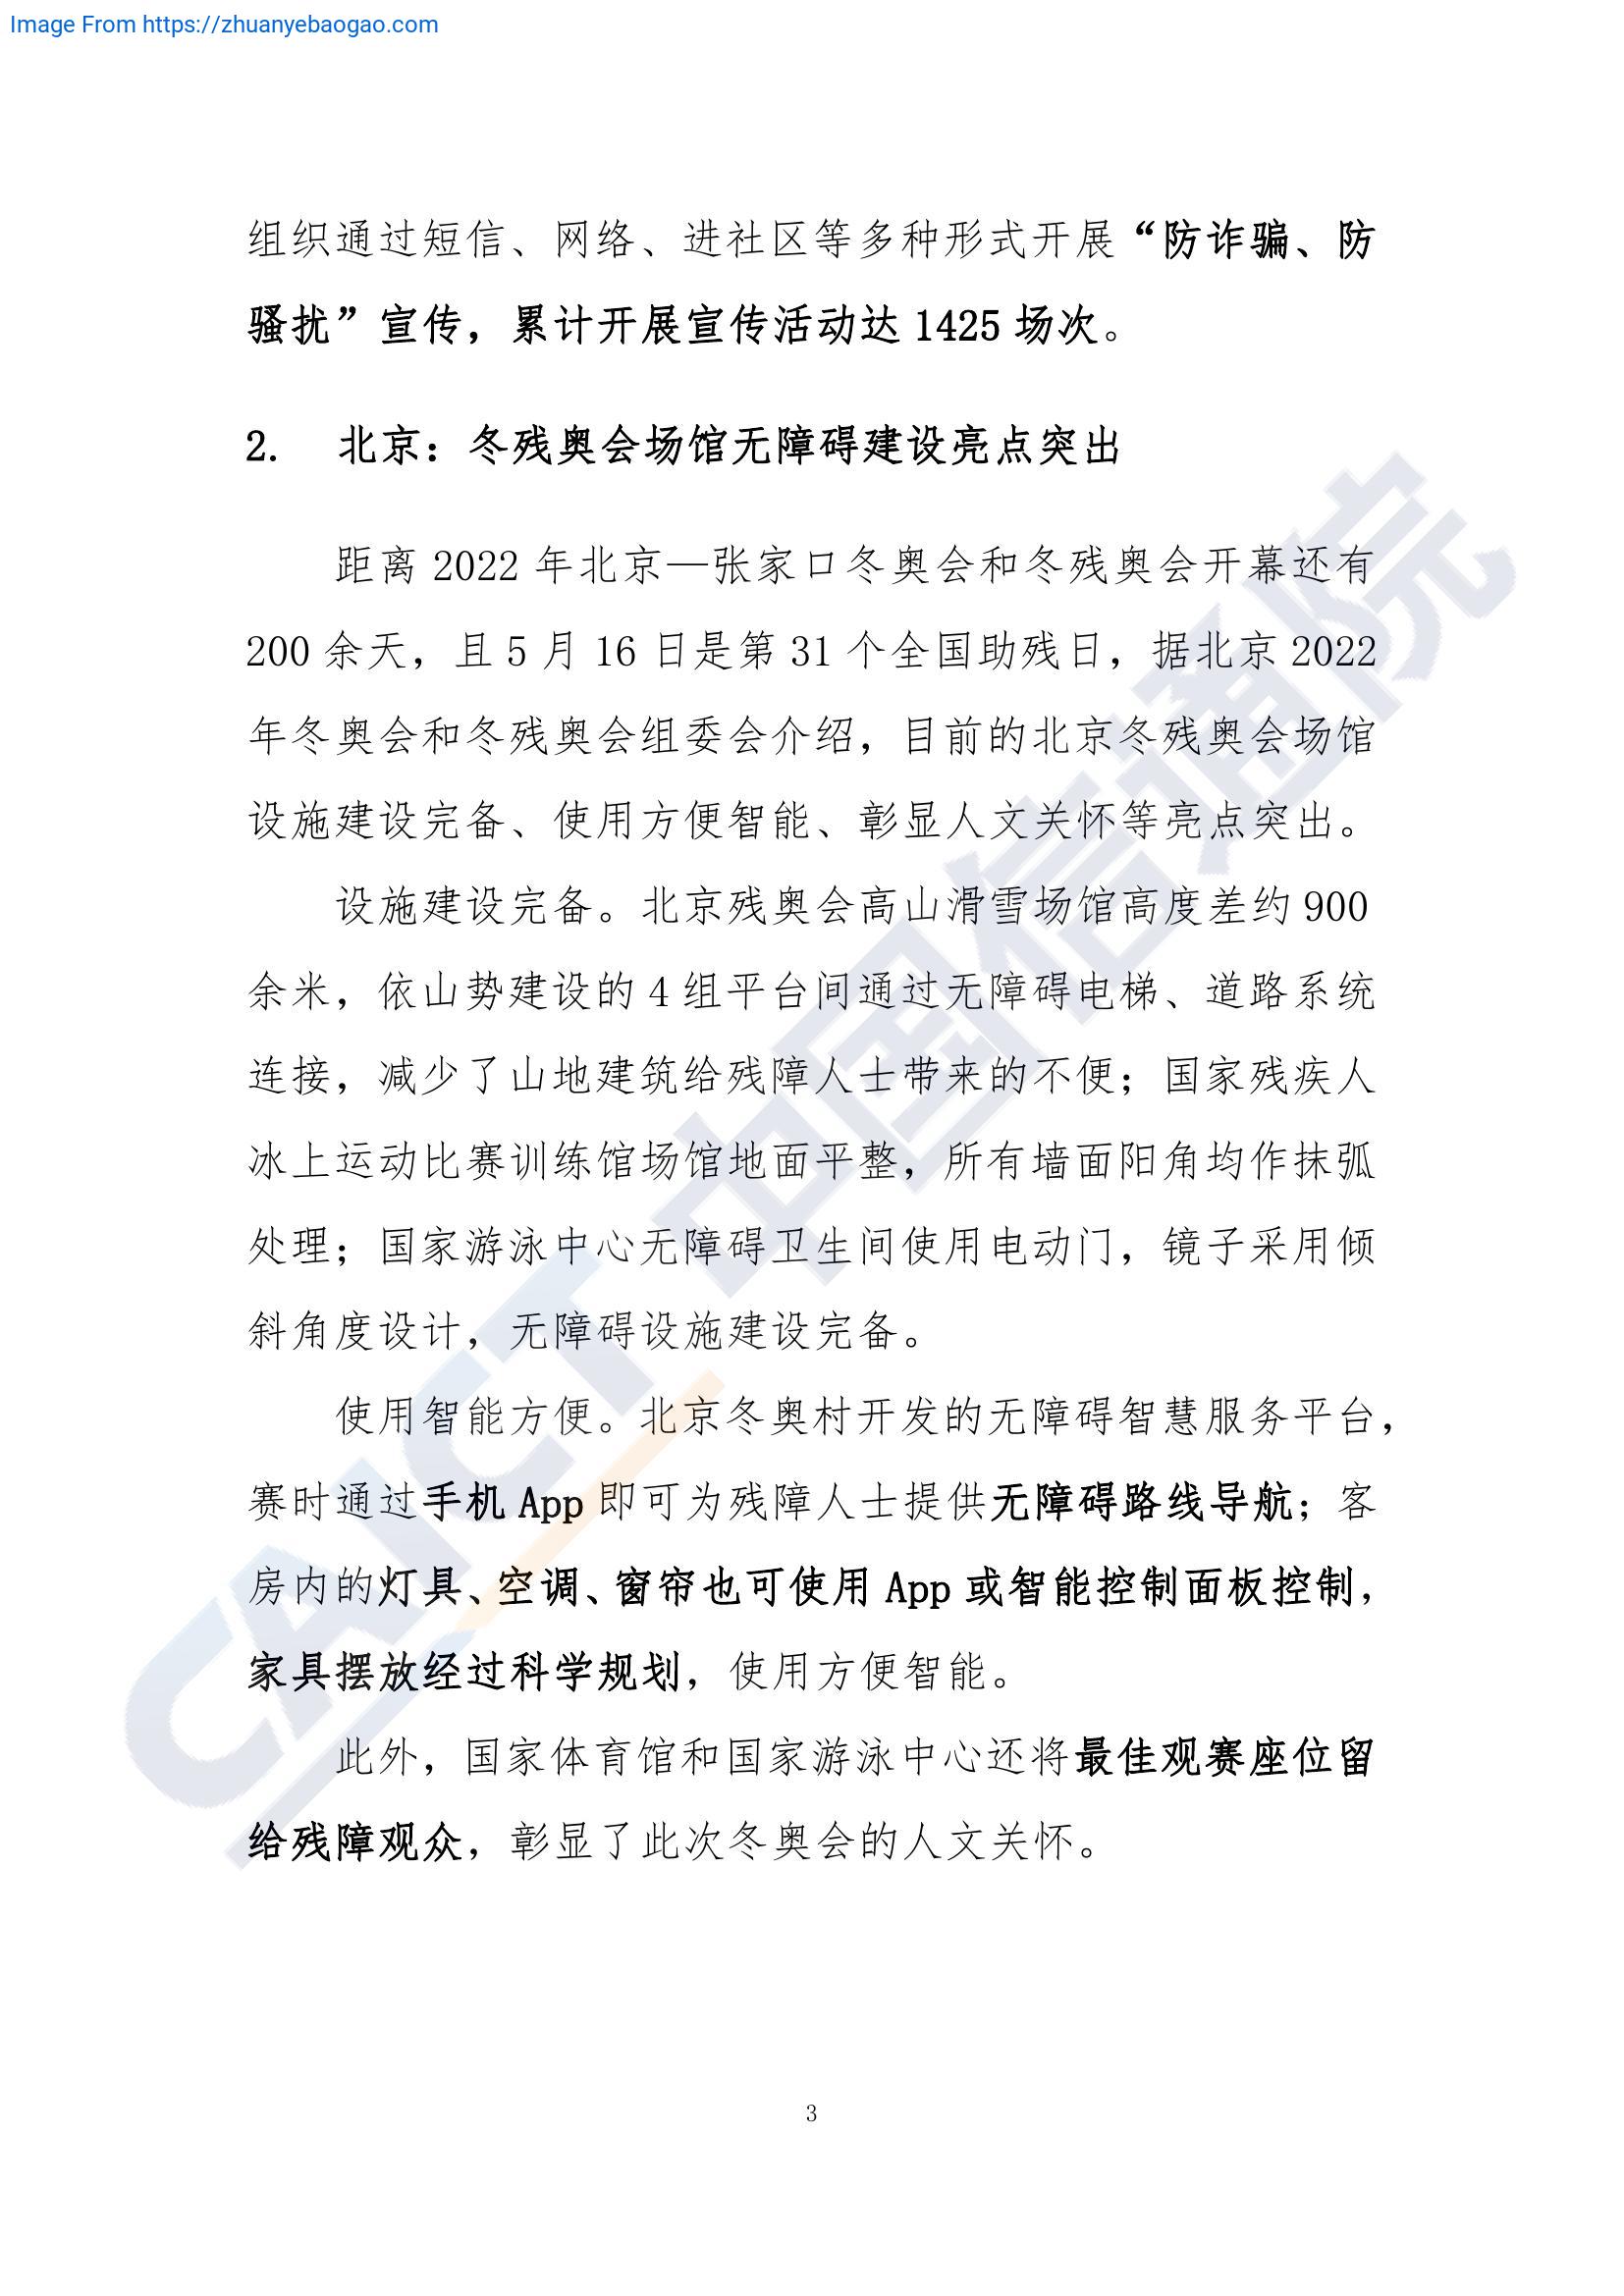 Image From https://zhuanyebaogao.com
组织通过短信、网络、进社区等多种形式开展“防诈骗、防
骚扰”宣传，累计开展宣传活动达 1425 场次。
2. 北京：冬残奥会场馆无障碍建设亮点突出
距离 2022 年北京—张家口冬奥会和冬残奥会开幕还有
200 余天，且 5 月 16 日是第 31 个全国助残日，据北京 2022
年冬奥会和冬残奥会组委会介绍，目前的北京冬残奥会场馆
设施建设完备、使用方便智能、彰显人文关怀等亮点突出。
设施建设完备。北京残奥会高山滑雪场馆高度差约 900
余米，依山势建设的 4 组平台间通过无障碍电梯、道路系统
连接，减少了山地建筑给残障人士带来的不便；国家残疾人
冰上运动比赛训练馆场馆地面平整，所有墙面阳角均作抹弧
处理；国家游泳中心无障碍卫生间使用电动门，镜子采用倾
斜角度设计，无障碍设施建设完备。
使用智能方便。北京冬奥村开发的无障碍智慧服务平台，
赛时通过手机 App 即可为残障人士提供无障碍路线导航；客
房内的灯具、空调、窗帘也可使用 App 或智能控制面板控制，
家具摆放经过科学规划，使用方便智能。
此外，国家体育馆和国家游泳中心还将最佳观赛座位留
给残障观众，彰显了此次冬奥会的人文关怀。
CAICT 中国信通院
3